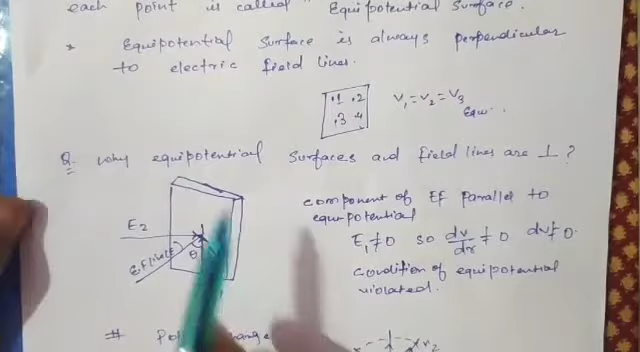 each point is called " Equipotential Surface.
* Equipotential Surface is always perpendicular
to electric field lines.
.1 .2
.3 .4
V₁=V₂=V₃
Equi.
Q. Why equipotential surfaces and field lines are ⊥ ?
E₂
E.F line(E)
θ
component of EF parallel to
equipotential
E₁≠0 so dv/dr ≠0 dv≠0.
Condition of equipotential
violated.
#